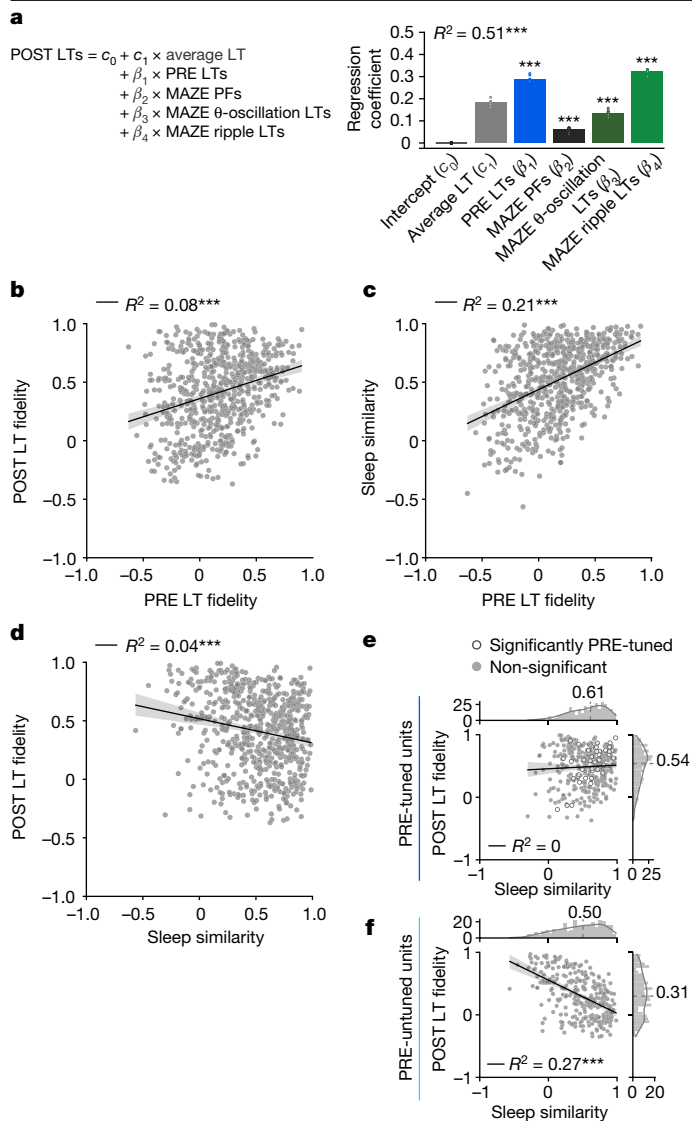 a
POST LTs = c₀ + c₁ × average LT
+ β₁ × PRE LTs
+ β₂ × MAZE PFs
+ β₃ × MAZE θ-oscillation LTs
+ β₄ × MAZE ripple LTs
Regression
coefficient
R² = 0.51***
0.5
0.4
0.3
0.2
0.1
0
***
***
***
***
Intercept (c₀)
Average LT (c₁)
PRE LTs (β₁)
MAZE PFs (β₂)
MAZE θ-oscillation
LTs (β₃)
MAZE ripple LTs (β₄)
b
R² = 0.08***
POST LT fidelity
1.0
0.5
0
−0.5
−1.0
−1.0 −0.5 0 0.5 1.0
PRE LT fidelity
c
R² = 0.21***
Sleep similarity
1.0
0.5
0
−0.5
−1.0
−1.0 −0.5 0 0.5 1.0
PRE LT fidelity
d
R² = 0.04***
POST LT fidelity
1.0
0.5
0
−0.5
−1.0
−1.0 −0.5 0 0.5 1.0
Sleep similarity
e
Significantly PRE-tuned
Non-significant
PRE-tuned units
25
0
0.61
POST LT fidelity
1
0
−1
R² = 0
0.54
−1 0 1
0 25
Sleep similarity
f
PRE-untuned units
20
0
0.50
POST LT fidelity
1
0
−1
R² = 0.27***
0.31
−1 0 1
0 20
Sleep similarity